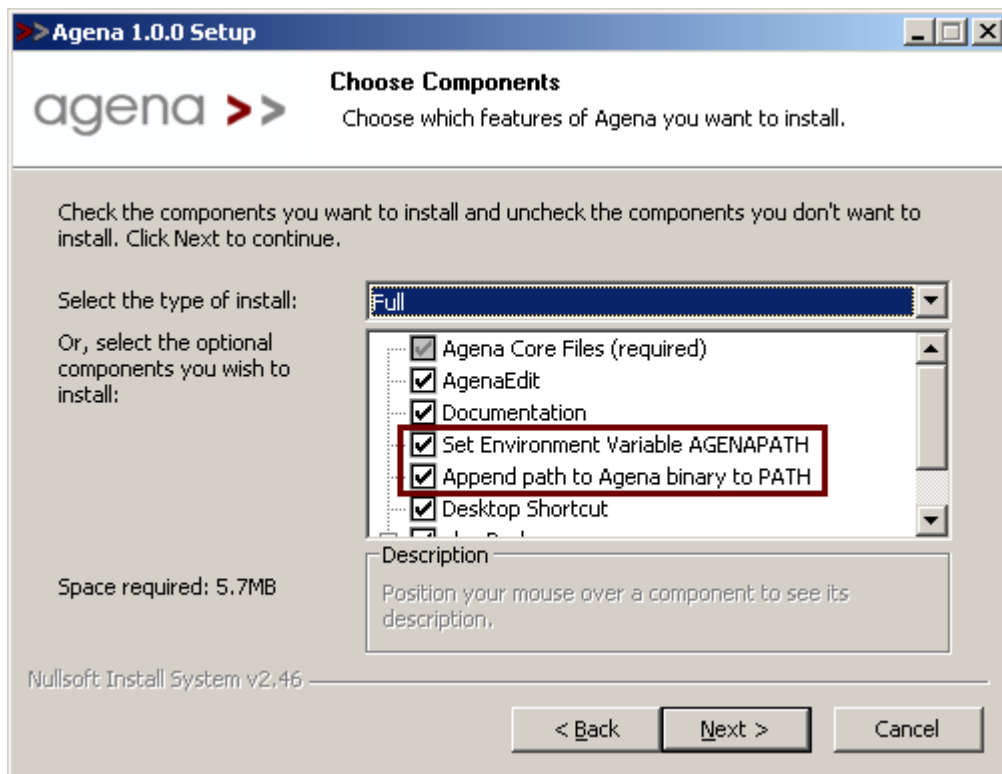 >>Agena 1.0.0 Setup
agena >>
Choose Components
Choose which features of Agena you want to install.
Check the components you want to install and uncheck the components you don't want to
install. Click Next to continue.
Select the type of install:
Full
Or, select the optional
components you wish to
install:
Agena Core Files (required)
AgenaEdit
Documentation
Set Environment Variable AGENAPATH
Append path to Agena binary to PATH
Desktop Shortcut
Space required: 5.7MB
Description
Position your mouse over a component to see its
description.
Nullsoft Install System v2.46
< Back
Next >
Cancel